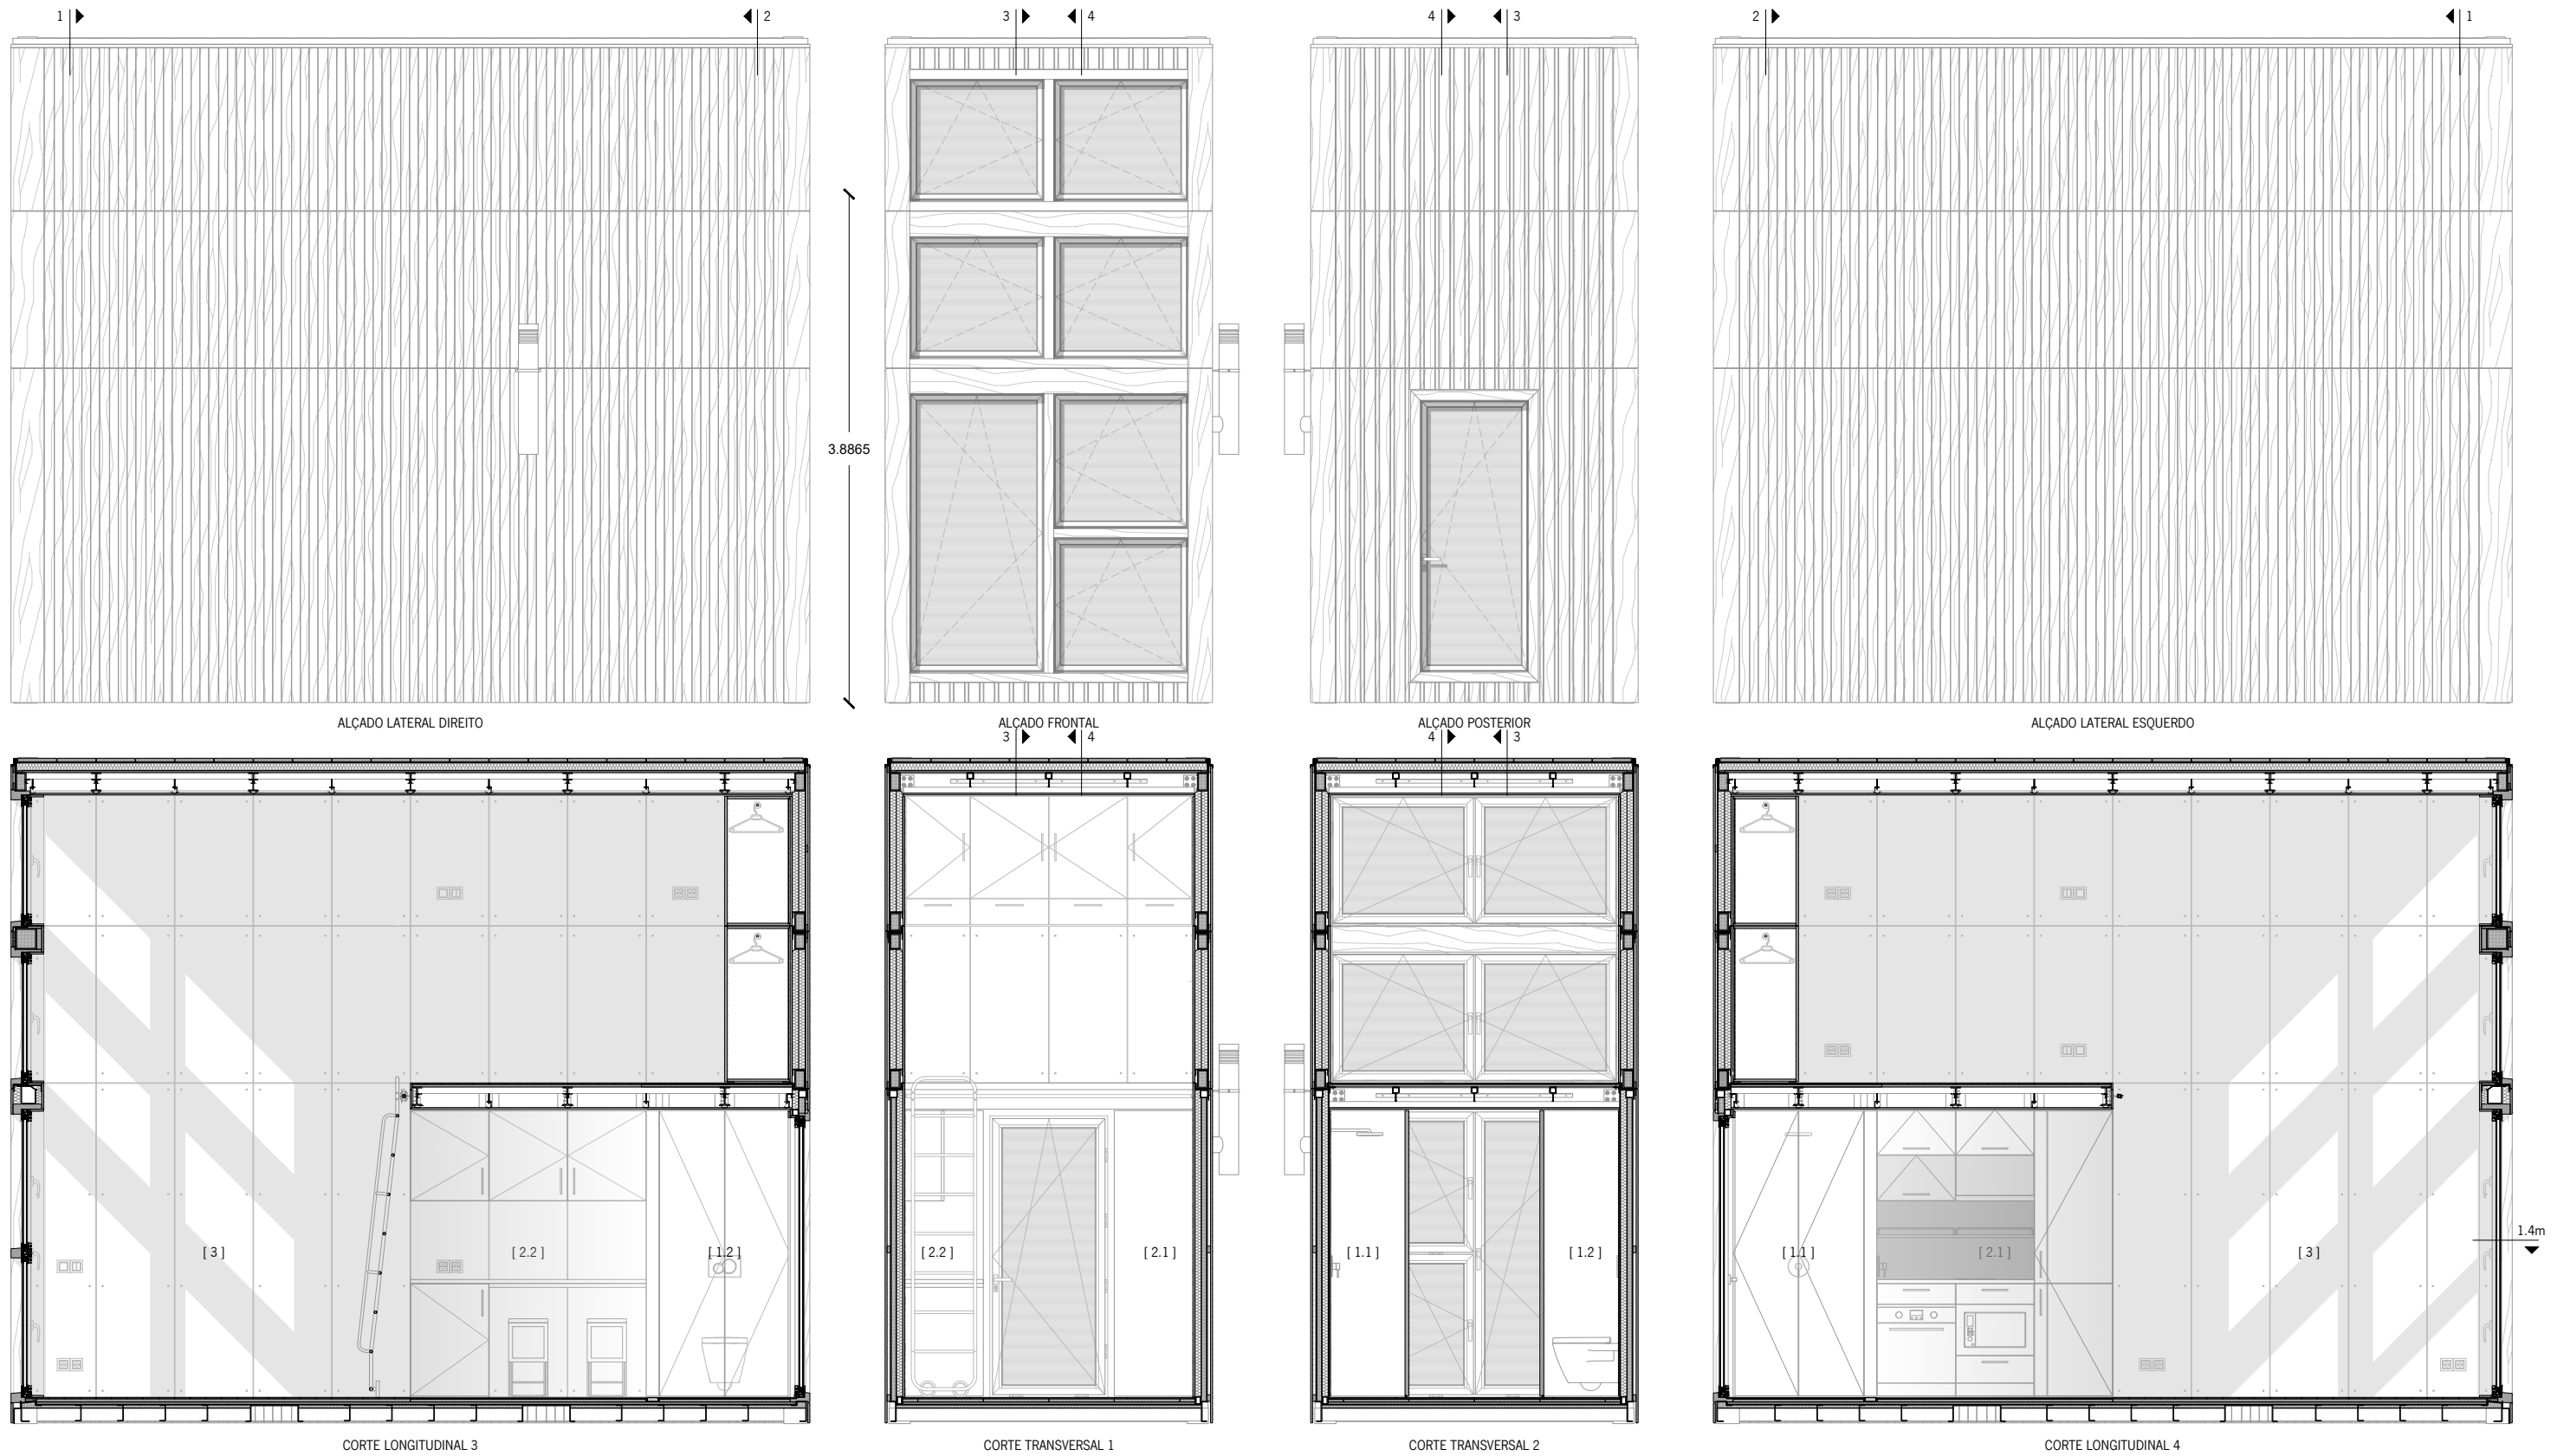 1 2 3 4 4 3 2 1
3.8865
ALÇADO LATERAL DIREITO
ALÇADO FRONTAL
ALÇADO POSTERIOR
ALÇADO LATERAL ESQUERDO
3 4 4 3
1.4m
[ 3 ] [ 2.2 ] [ 1.2 ] [ 2.2 ] [ 2.1 ] [ 1.1 ] [ 1.2 ] [ 1.1 ] [ 2.1 ] [ 3 ]
CORTE LONGITUDINAL 3
CORTE TRANSVERSAL 1
CORTE TRANSVERSAL 2
CORTE LONGITUDINAL 4